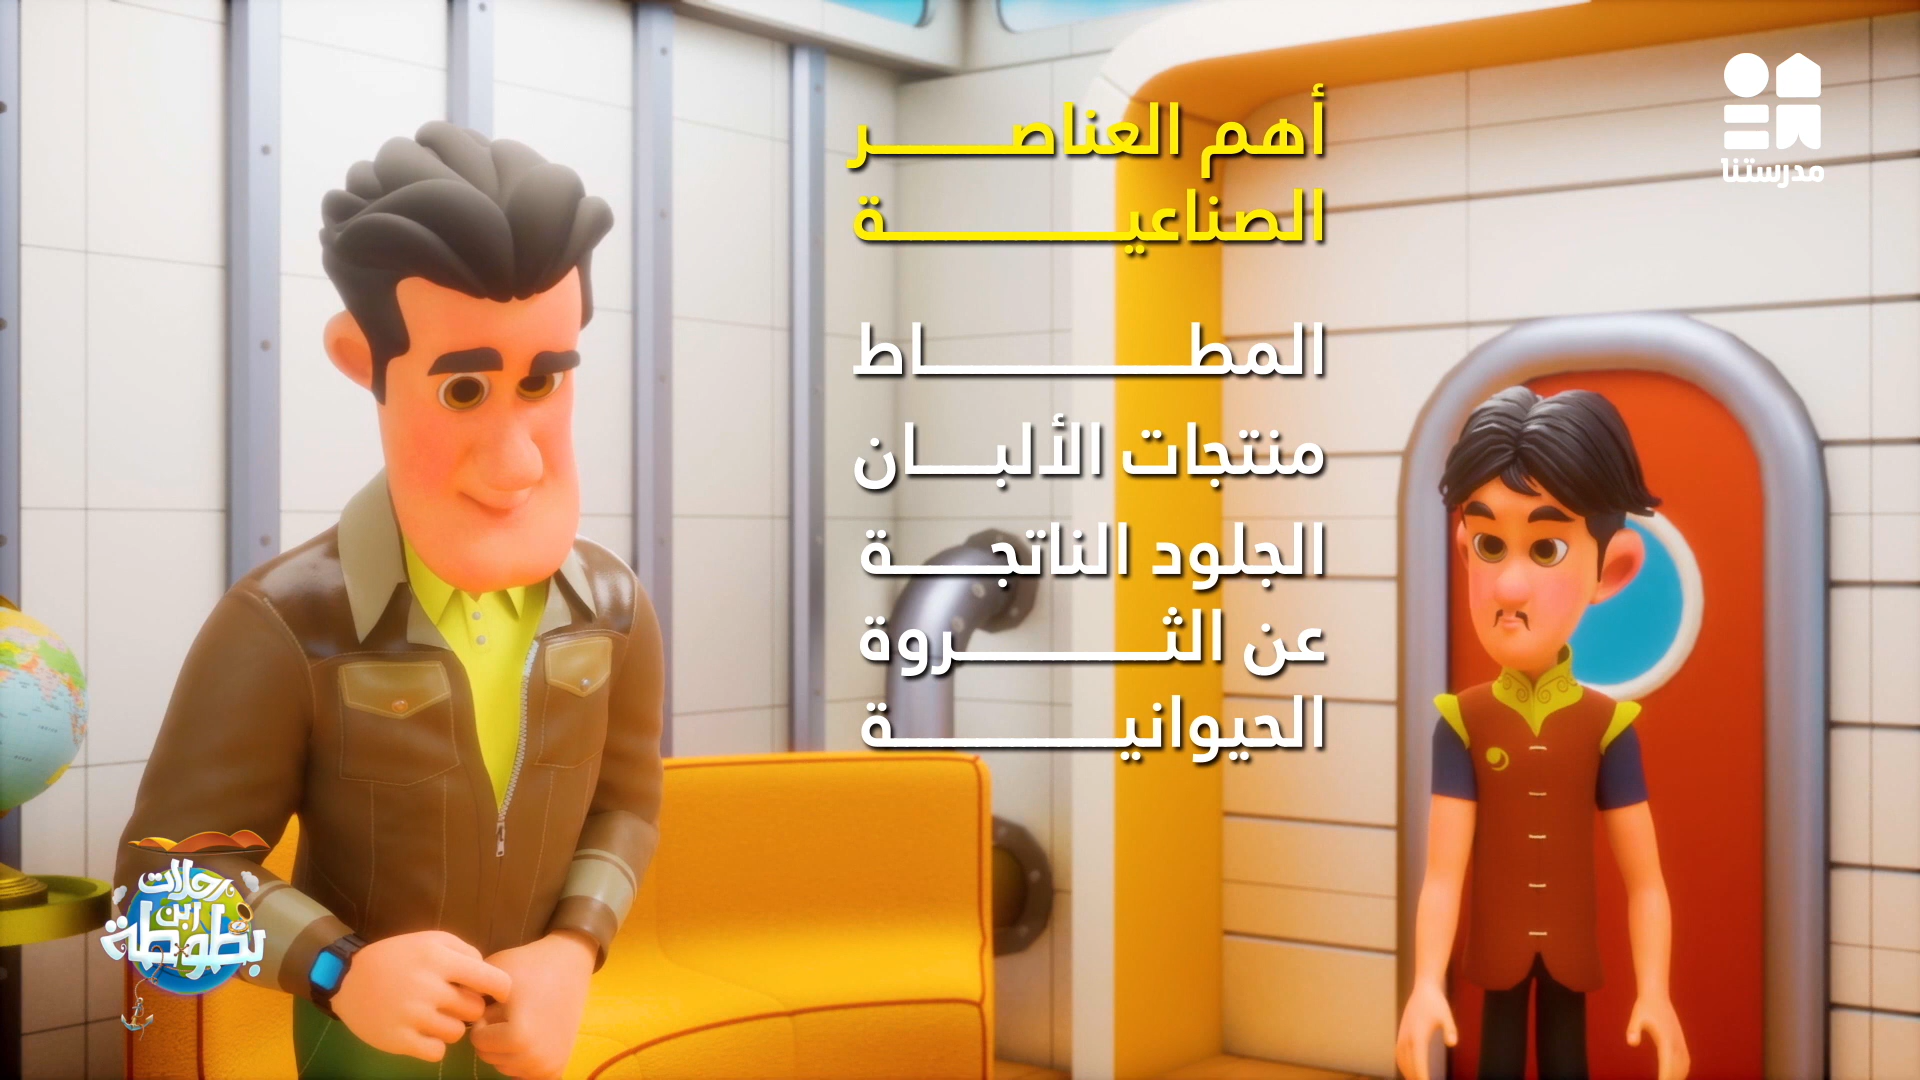 أهم العناصر
الصناعية
المطاط
منتجات الألبان
الجلود الناتجة
عن الثروة
الحيوانية
مدرستنا
رحلات
ابن
بطوطة